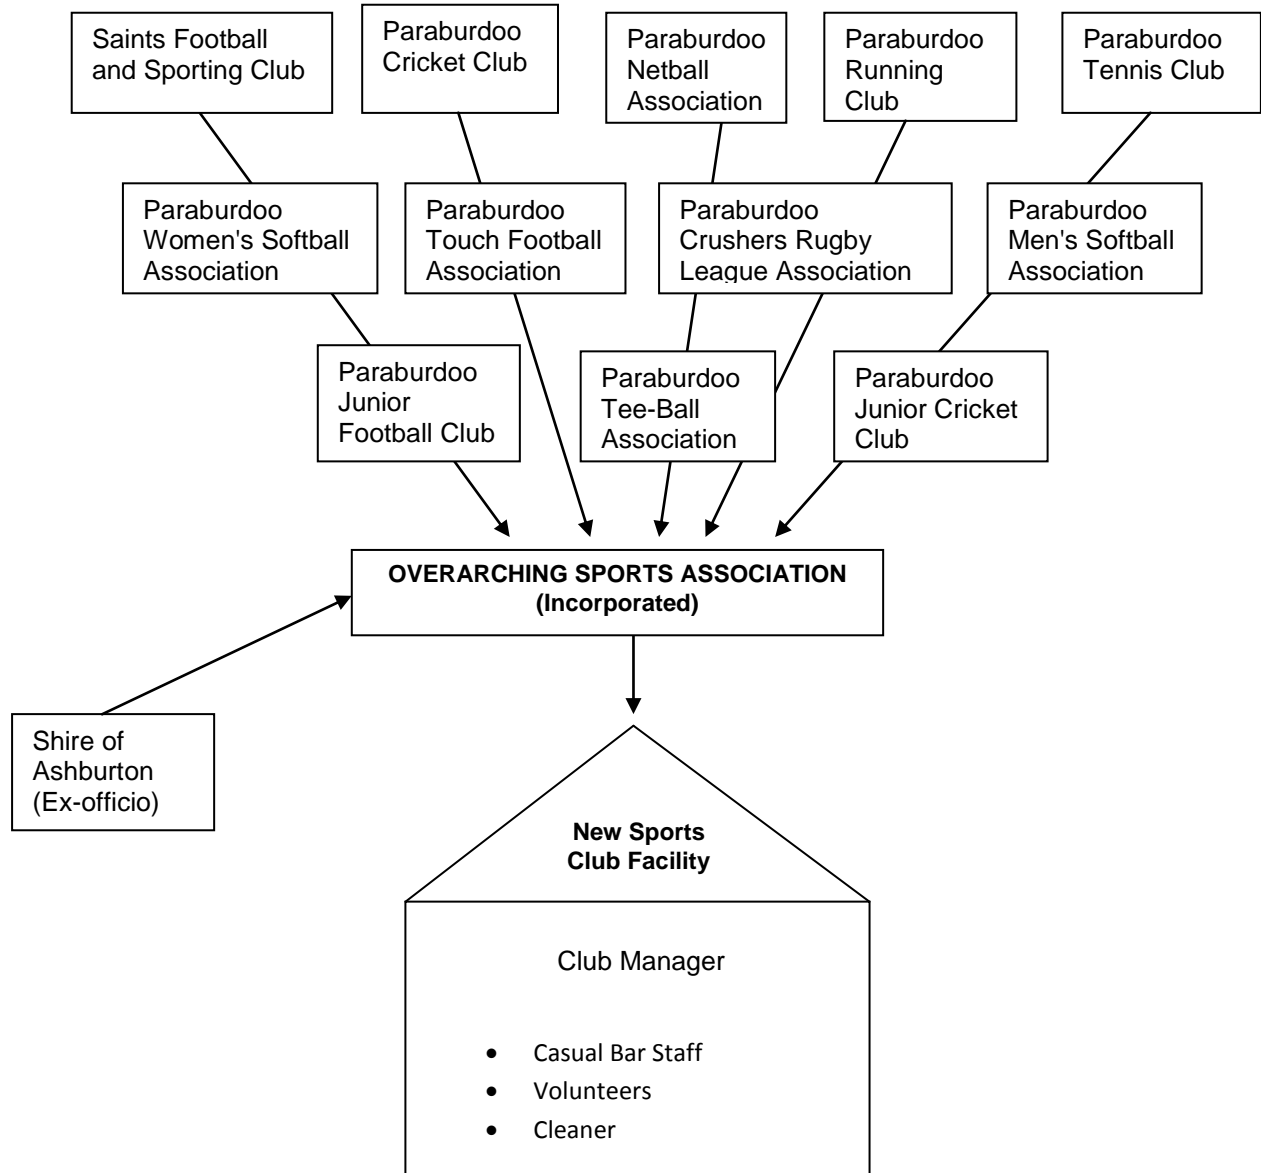 Saints Football
and Sporting Club
Paraburdoo
Cricket Club
Paraburdoo
Netball
Association
Paraburdoo
Running
Club
Paraburdoo
Tennis Club
Paraburdoo
Women's Softball
Association
Paraburdoo
Touch Football
Association
Paraburdoo
Crushers Rugby
League Association
Paraburdoo
Men's Softball
Association
Paraburdoo
Junior
Football Club
Paraburdoo
Tee-Ball
Association
Paraburdoo
Junior Cricket
Club
OVERARCHING SPORTS ASSOCIATION
(Incorporated)
Shire of
Ashburton
(Ex-officio)
New Sports
Club Facility
Club Manager
• Casual Bar Staff
• Volunteers
• Cleaner